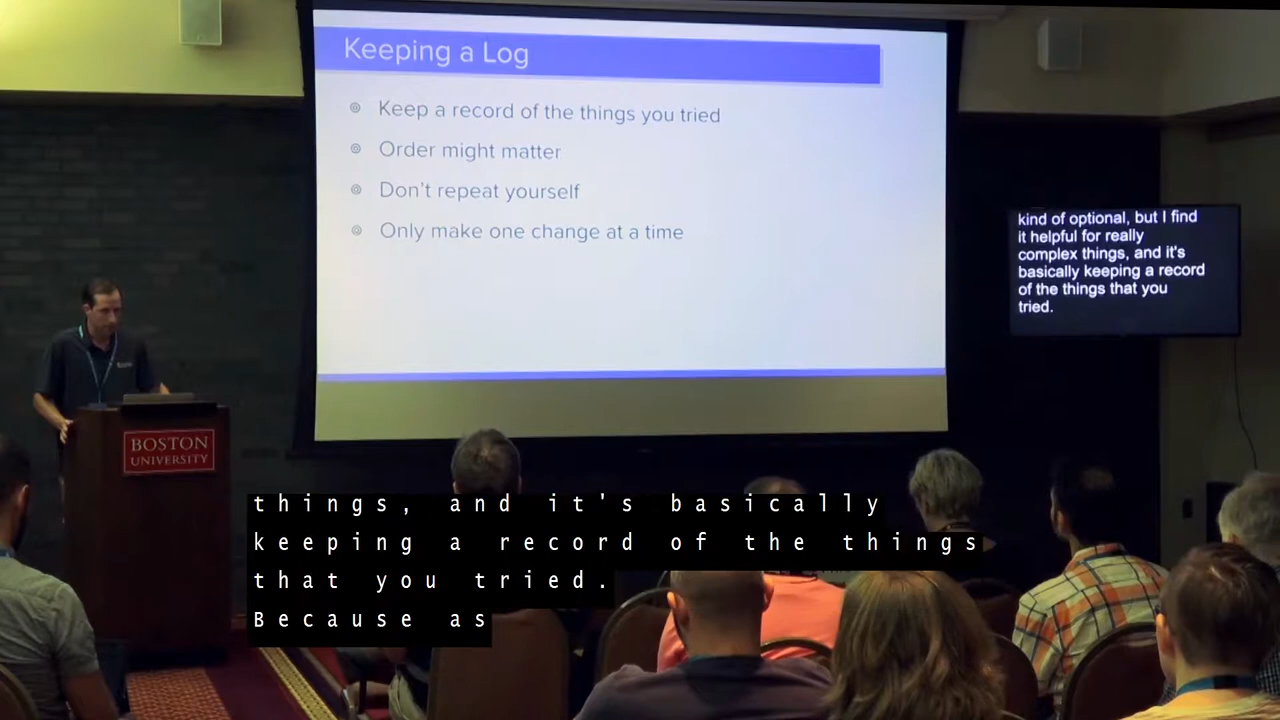 Keeping a Log
Keep a record of the things you tried
Order might matter
Don't repeat yourself
Only make one change at a time
kind of optional, but I find
it helpful for really
complex things, and it's
basically keeping a record
of the things that you
tried.
BOSTON
UNIVERSITY
things, and it's basically
keeping a record of the things
that you tried.
Because as